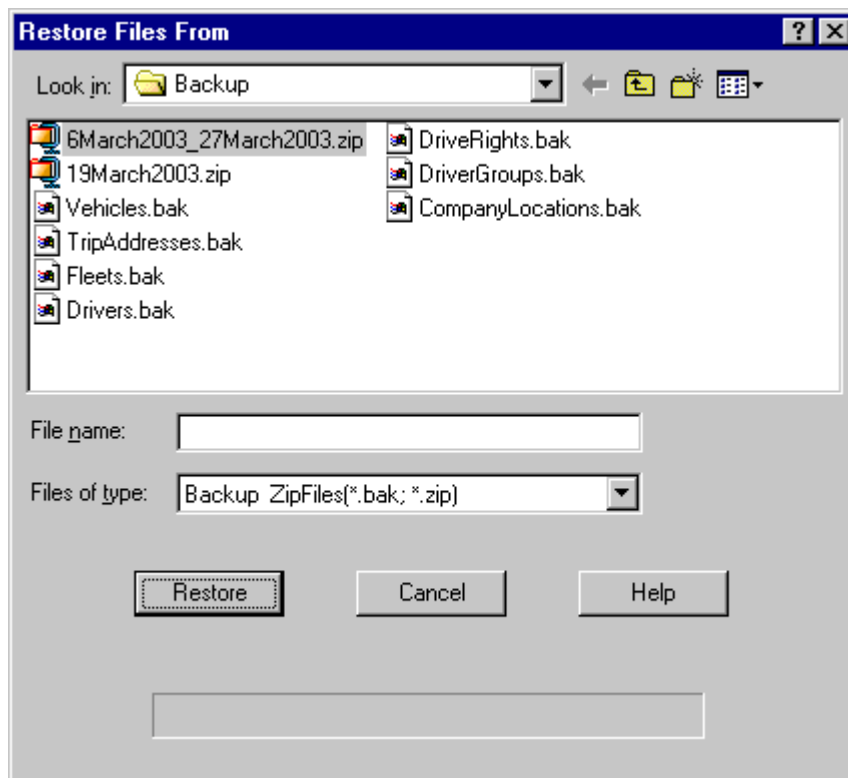 Restore Files From
Look in: Backup
6March2003_27March2003.zip
19March2003.zip
Vehicles.bak
TripAddresses.bak
Fleets.bak
Drivers.bak
DriveRights.bak
DriverGroups.bak
CompanyLocations.bak
File name:
Files of type: Backup ZipFiles(*.bak; *.zip)
Restore Cancel Help